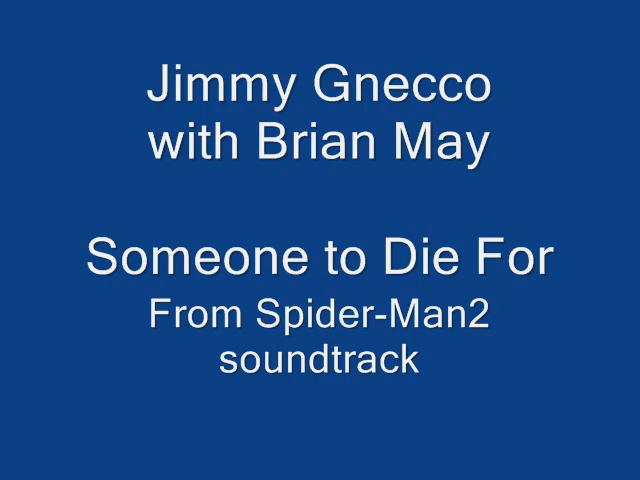 Jimmy Gnecco
with Brian May
Someone to Die For
From Spider-Man2
soundtrack